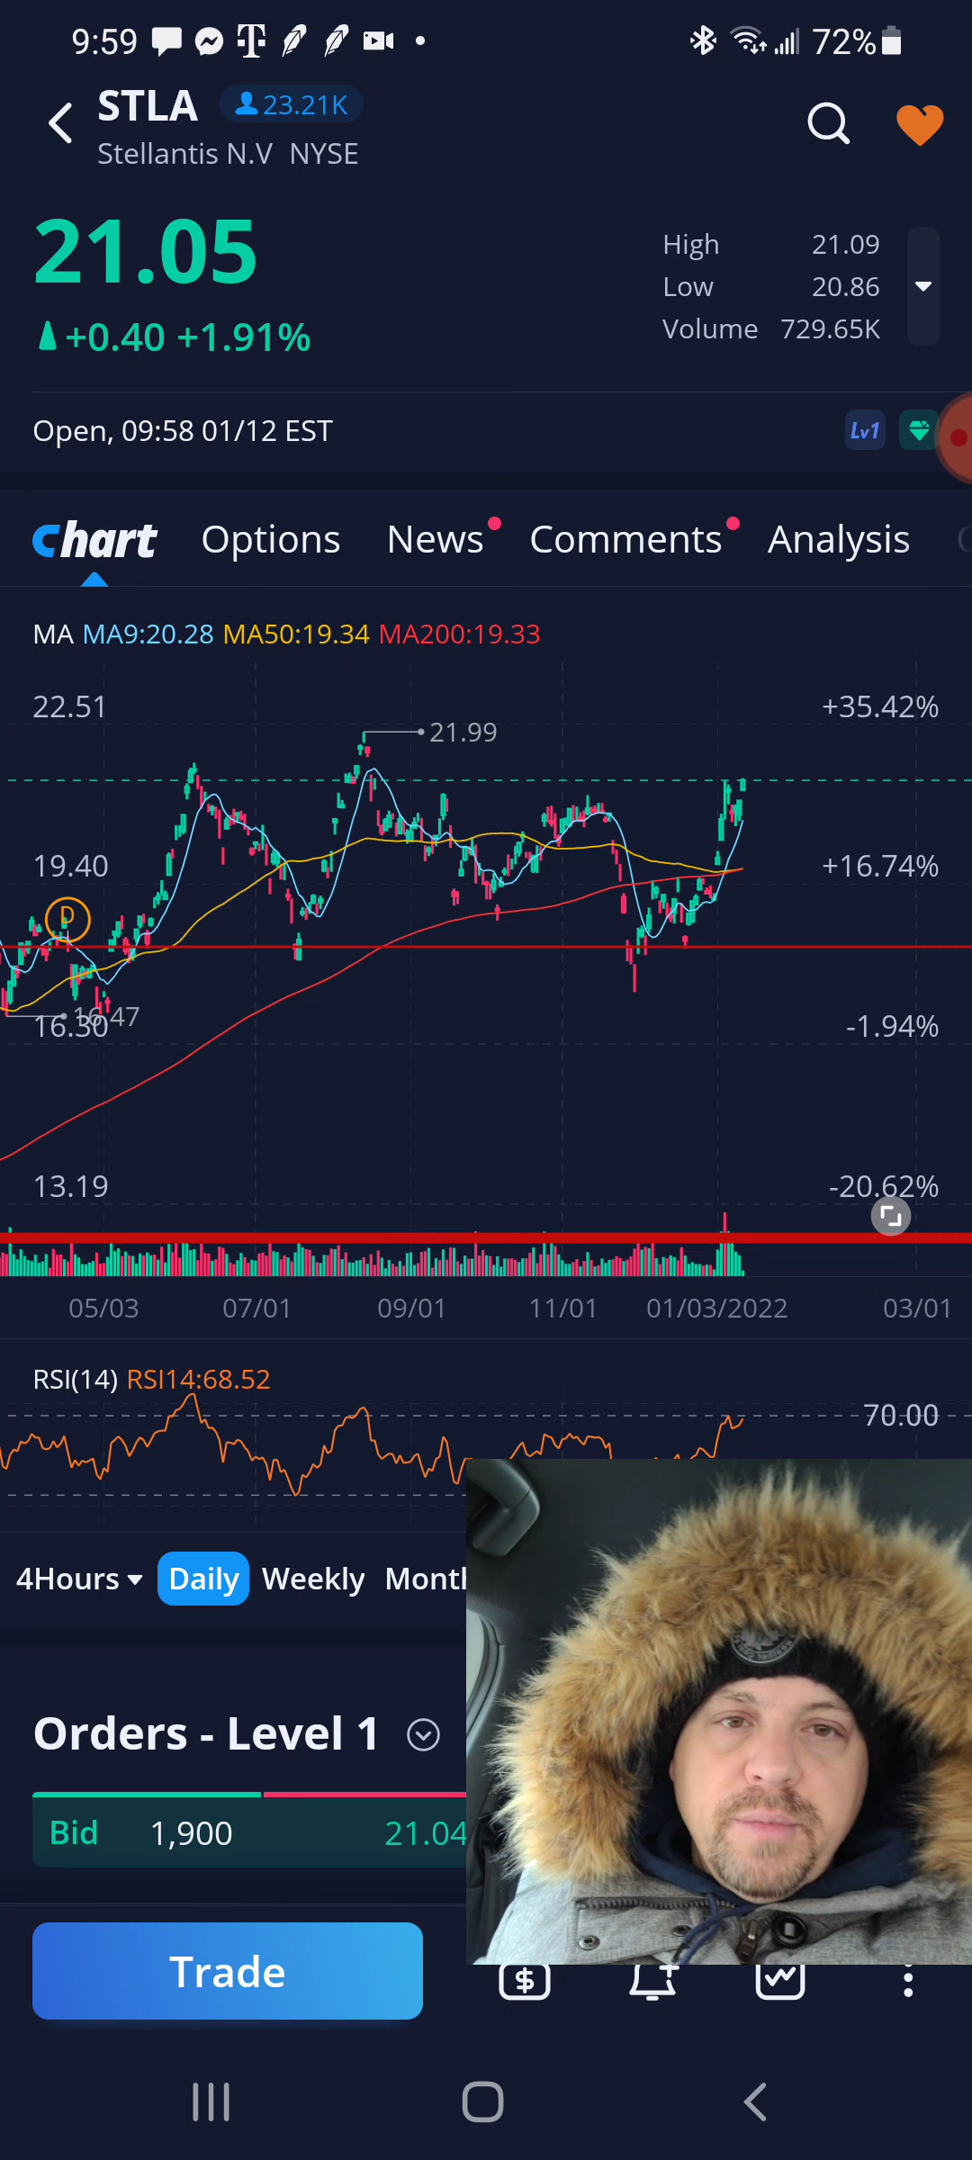 9:59 72%
STLA 23.21K
Stellantis N.V NYSE
21.05
+0.40 +1.91%
High 21.09
Low 20.86
Volume 729.65K
Open, 09:58 01/12 EST
Lv1
Chart Options News Comments Analysis
MA MA9:20.28 MA50:19.34 MA200:19.33
22.51 +35.42%
21.99
19.40 +16.74%
D
16.47
16.30 -1.94%
13.19 -20.62%
05/03 07/01 09/01 11/01 01/03/2022 03/01
RSI(14) RSI14:68.52
70.00
4Hours Daily Weekly Month
Orders - Level 1
Bid 1,900 21.04
Trade